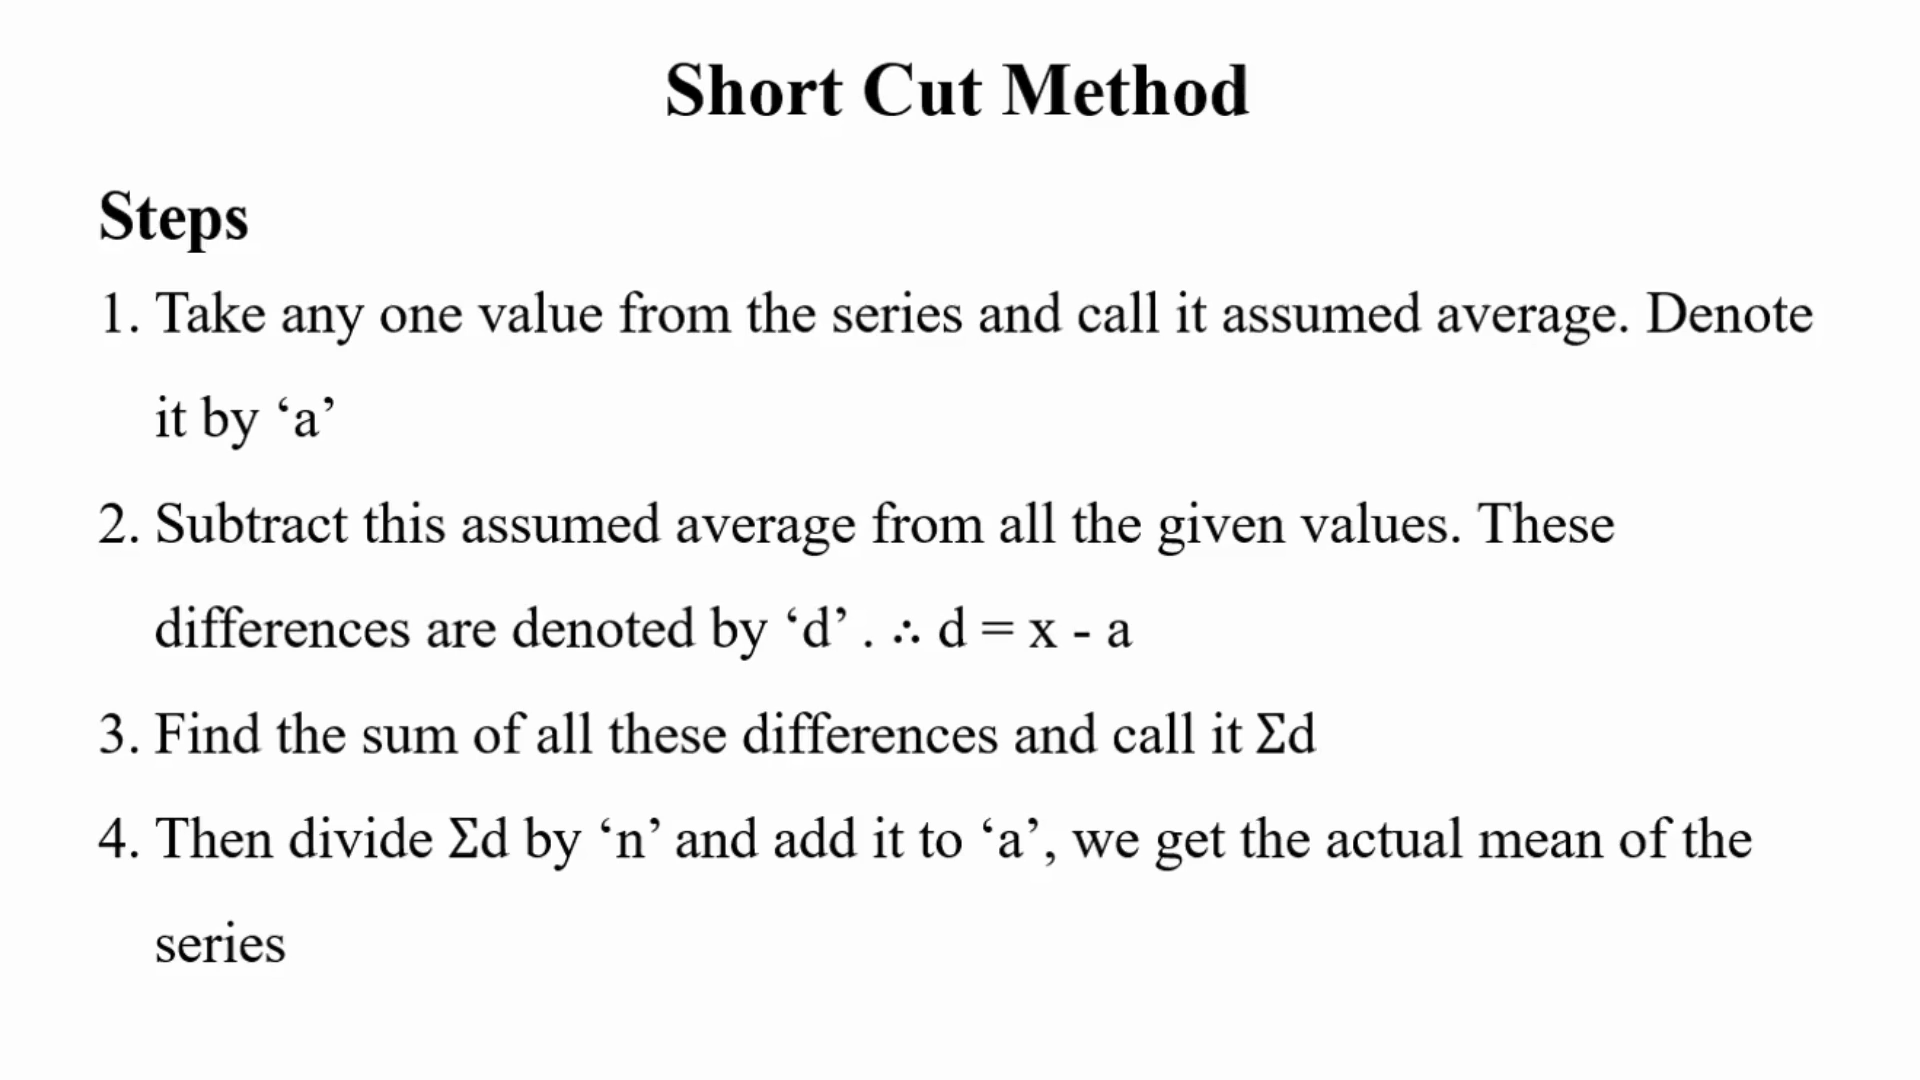 Short Cut Method
Steps
1. Take any one value from the series and call it assumed average. Denote
it by ‘a’
2. Subtract this assumed average from all the given values. These
differences are denoted by ‘d’ . ∴ d = x - a
3. Find the sum of all these differences and call it Σd
4. Then divide Σd by ‘n’ and add it to ‘a’, we get the actual mean of the
series